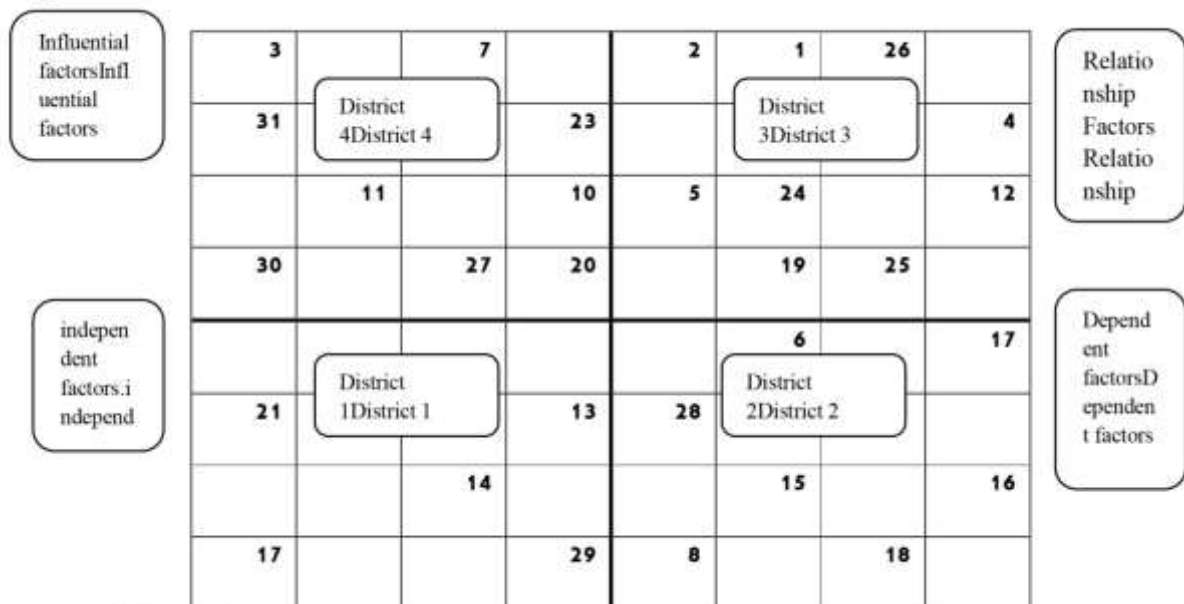 Influential
factorsInfl
uential
factors
3 7 2 1 26
District
4District 4
District
3District 3
31 23 4
Relatio
nship
Factors
Relatio
nship
11 10 5 24 12
30 27 20 19 25
indepen
dent
factors.i
ndepend
6 17
District
1District 1
District
2District 2
21 13 28
Depend
ent
factorsD
ependen
t factors
14 15 16
17 29 8 18